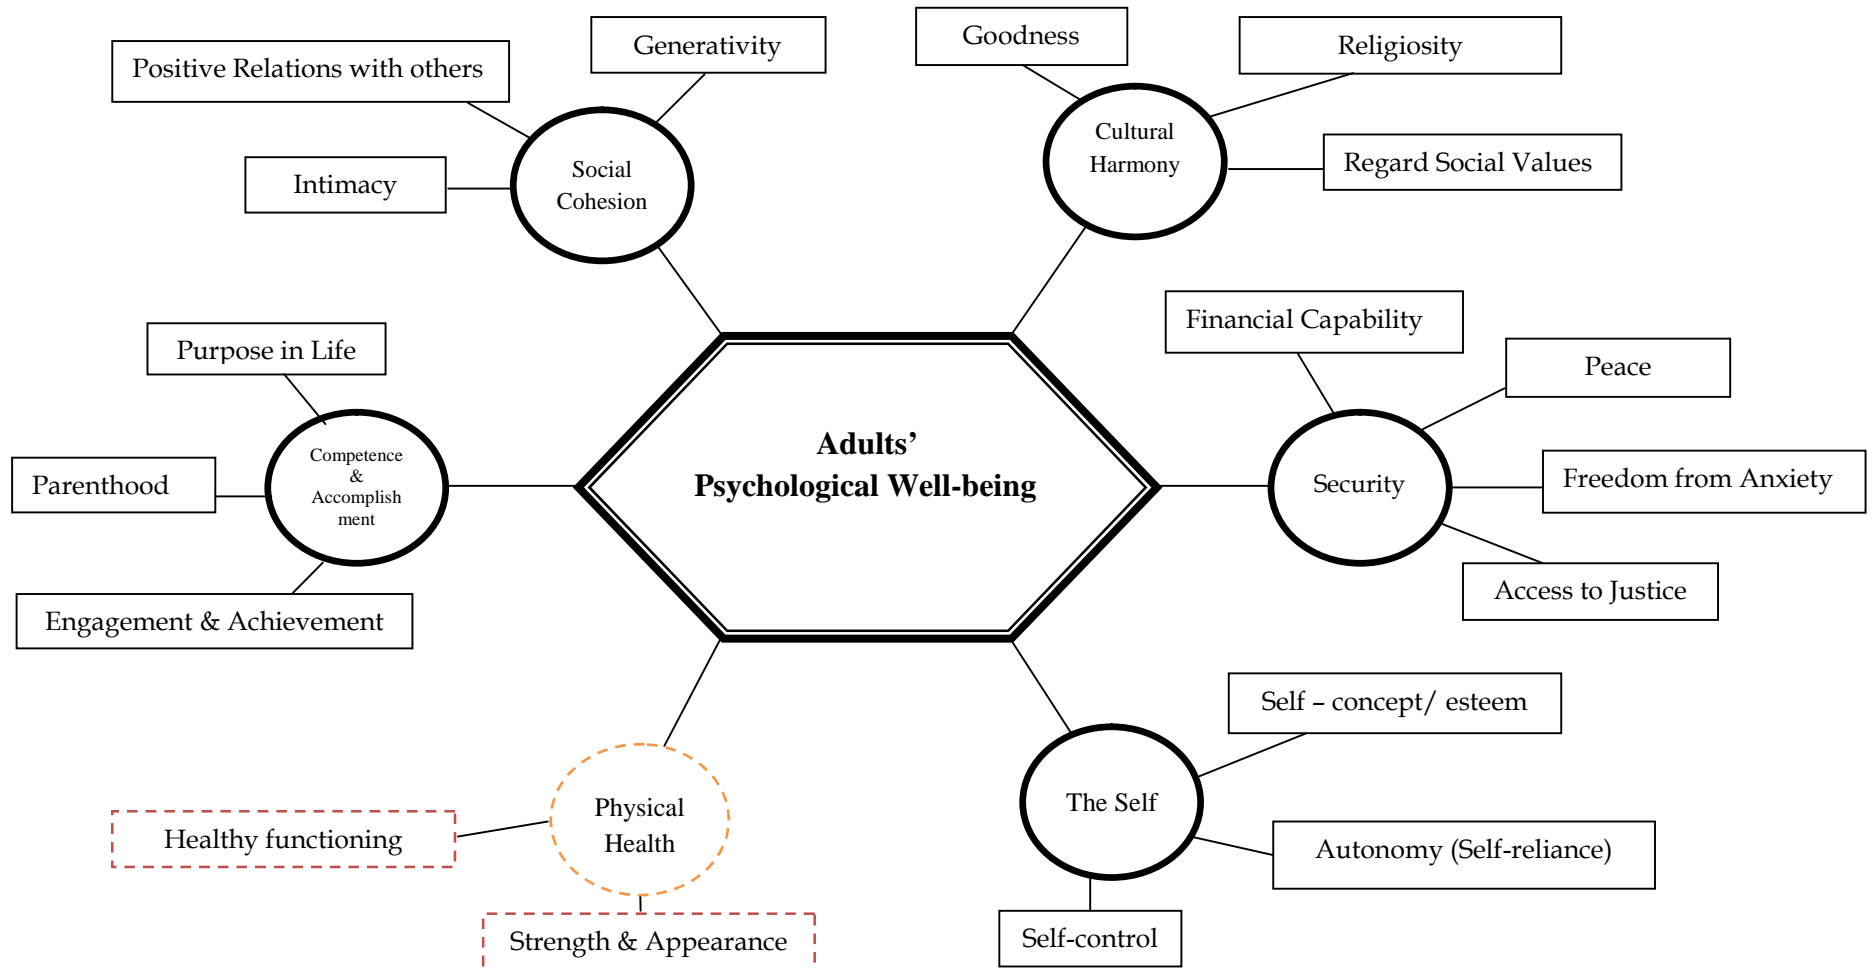 Generativity
Positive Relations with others
Intimacy
Social
Cohesion
Goodness
Religiosity
Cultural
Harmony
Regard Social Values
Purpose in Life
Parenthood
Competence
&
Accomplish
ment
Engagement & Achievement
Adults’
Psychological Well-being
Financial Capability
Peace
Security
Freedom from Anxiety
Access to Justice
Physical
Health
Healthy functioning
Strength & Appearance
Self – concept/ esteem
The Self
Autonomy (Self-reliance)
Self-control